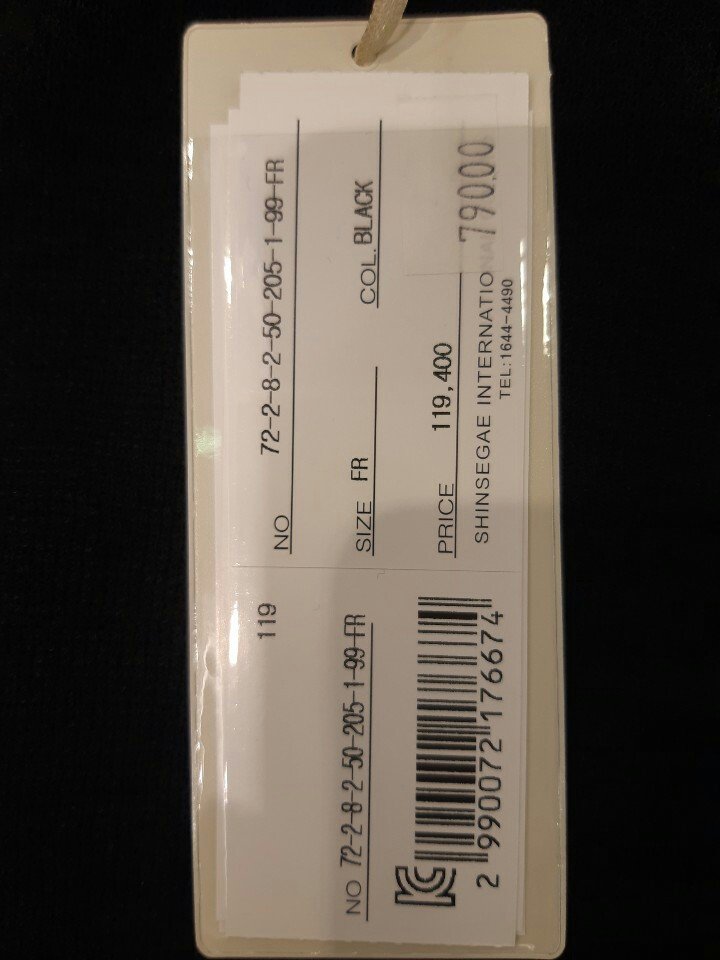 NO 72-2-8-2-50-205-1-99-FR
SIZE FR COL. BLACK
PRICE 119,400
79000
SHINSEGAE INTERNATIONA
TEL:1644-4490
119
NO 72-2-8-2-50-205-1-99-FR
2 990072 176674